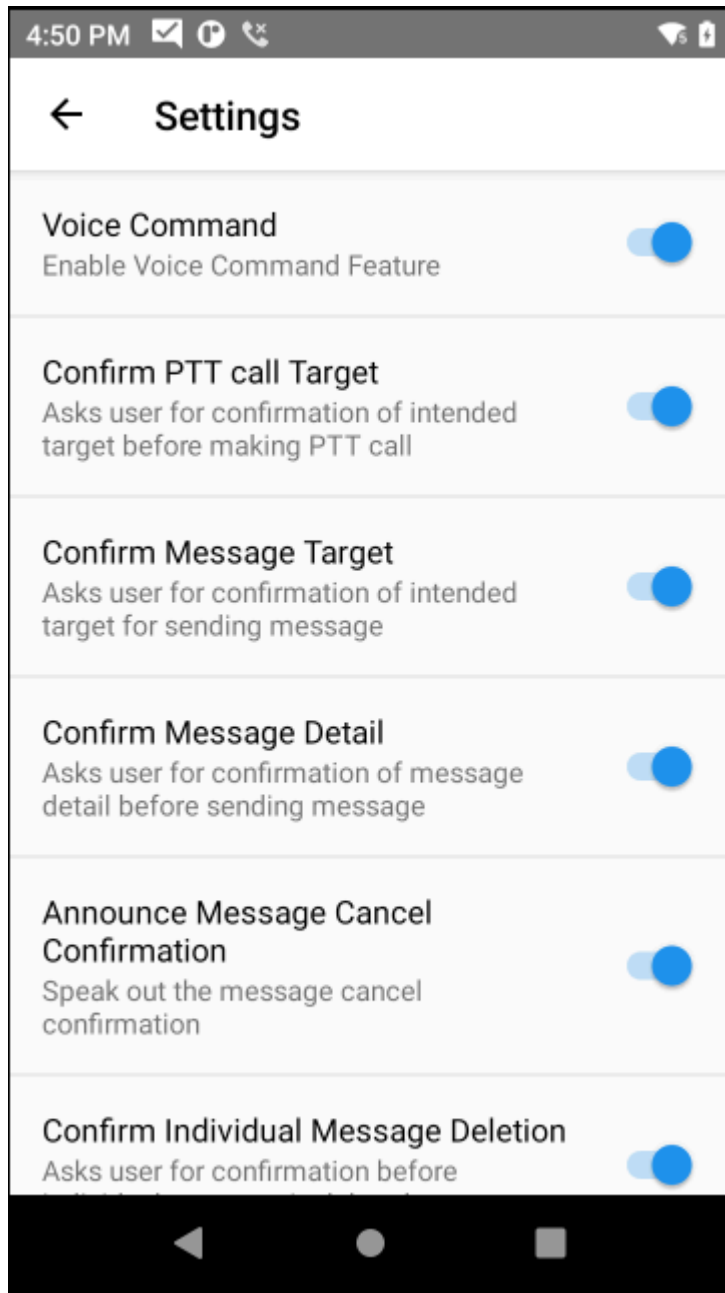 4:50 PM
Settings
Voice Command
Enable Voice Command Feature
Confirm PTT call Target
Asks user for confirmation of intended
target before making PTT call
Confirm Message Target
Asks user for confirmation of intended
target for sending message
Confirm Message Detail
Asks user for confirmation of message
detail before sending message
Announce Message Cancel
Confirmation
Speak out the message cancel
confirmation
Confirm Individual Message Deletion
Asks user for confirmation before